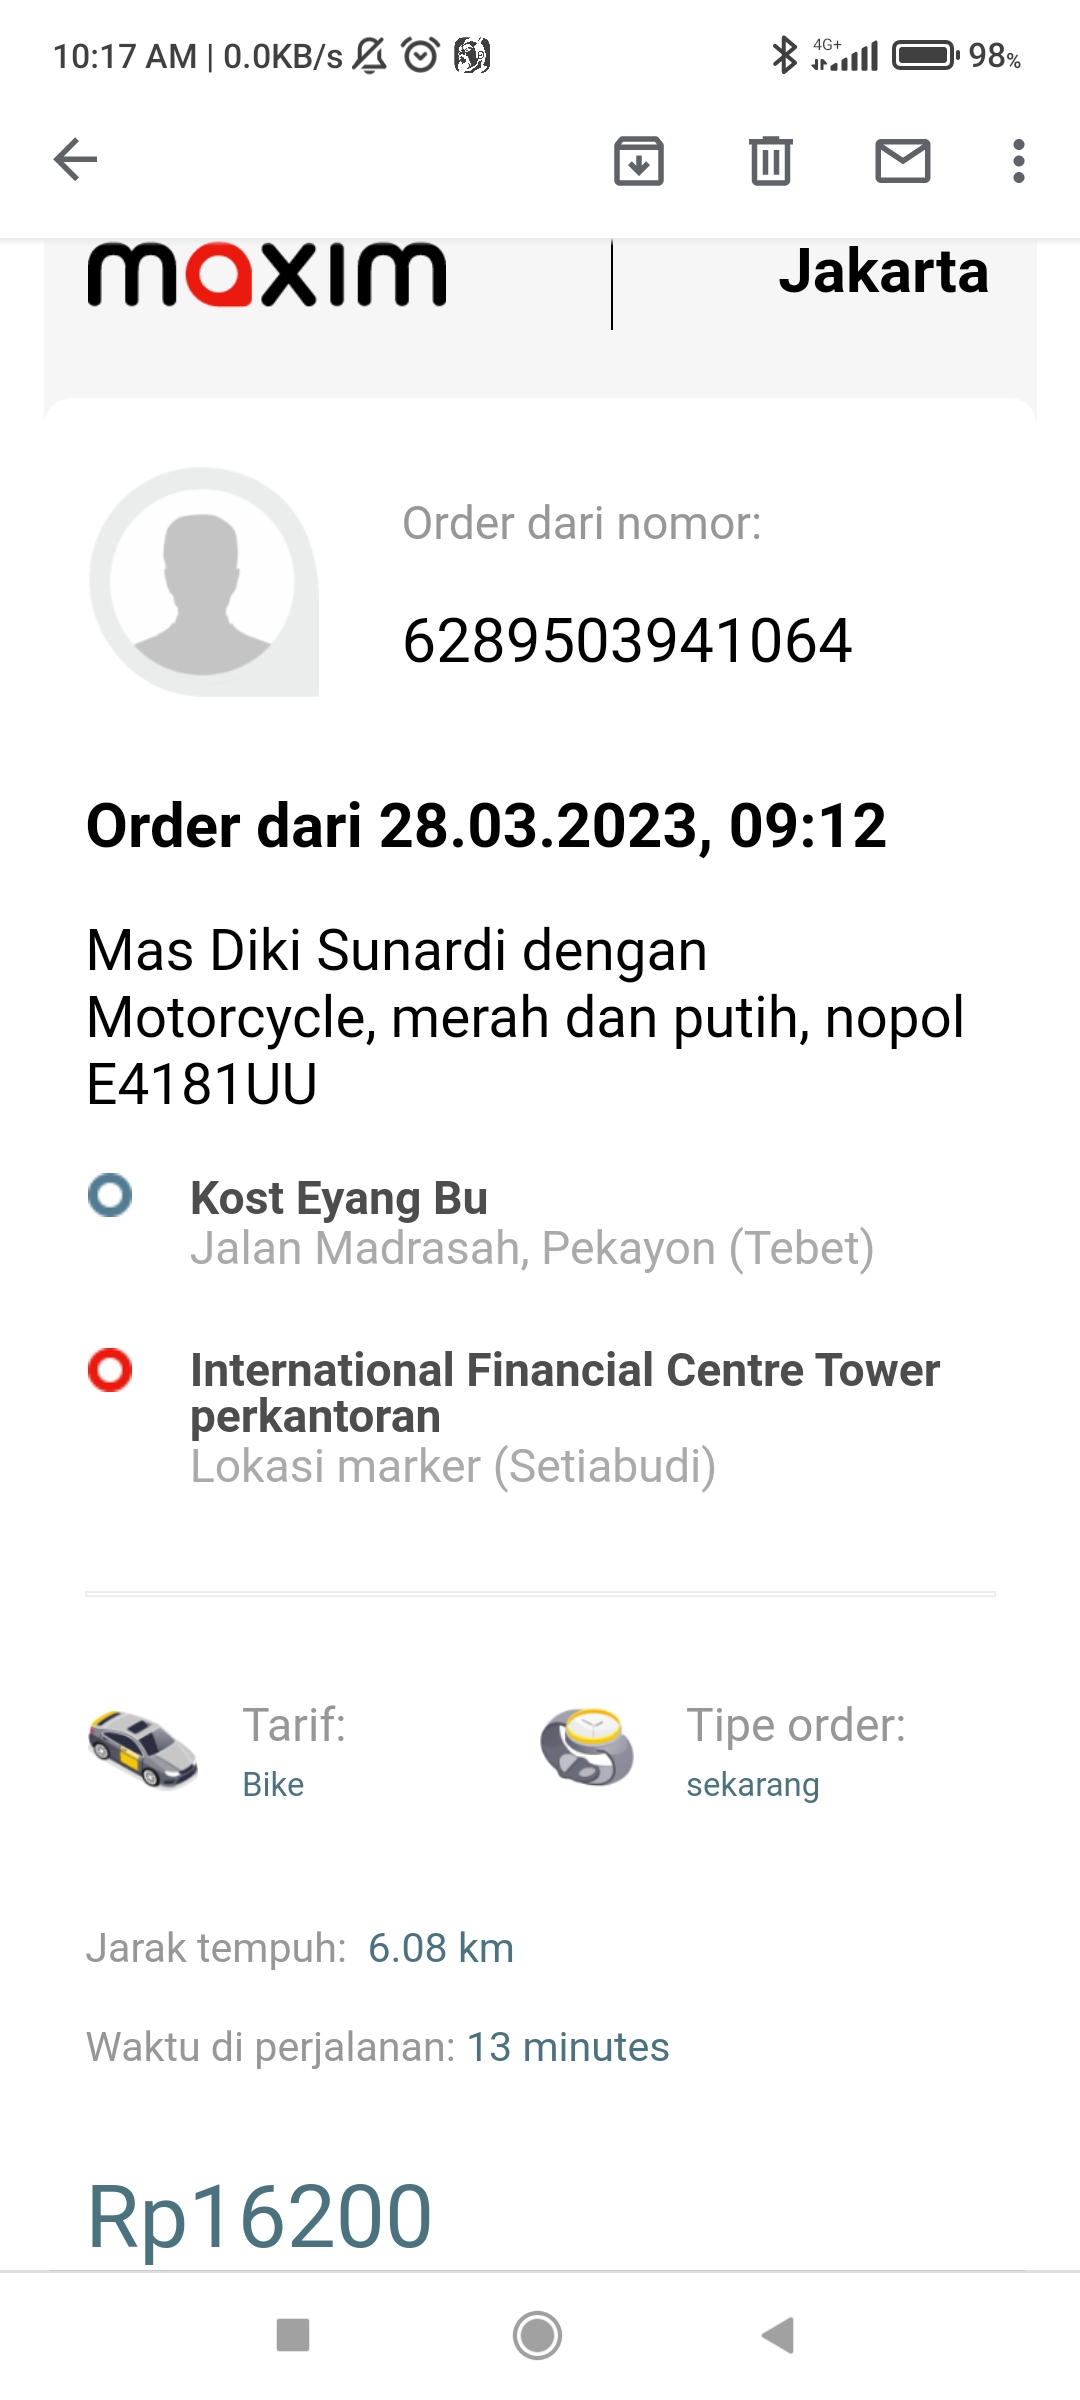 10:17 AM | 0.0KB/s 4G+ 98%
maxim Jakarta
Order dari nomor:
6289503941064
Order dari 28.03.2023, 09:12
Mas Diki Sunardi dengan
Motorcycle, merah dan putih, nopol
E4181UU
Kost Eyang Bu
Jalan Madrasah, Pekayon (Tebet)
International Financial Centre Tower
perkantoran
Lokasi marker (Setiabudi)
Tarif: Tipe order:
Bike sekarang
Jarak tempuh: 6.08 km
Waktu di perjalanan: 13 minutes
Rp16200